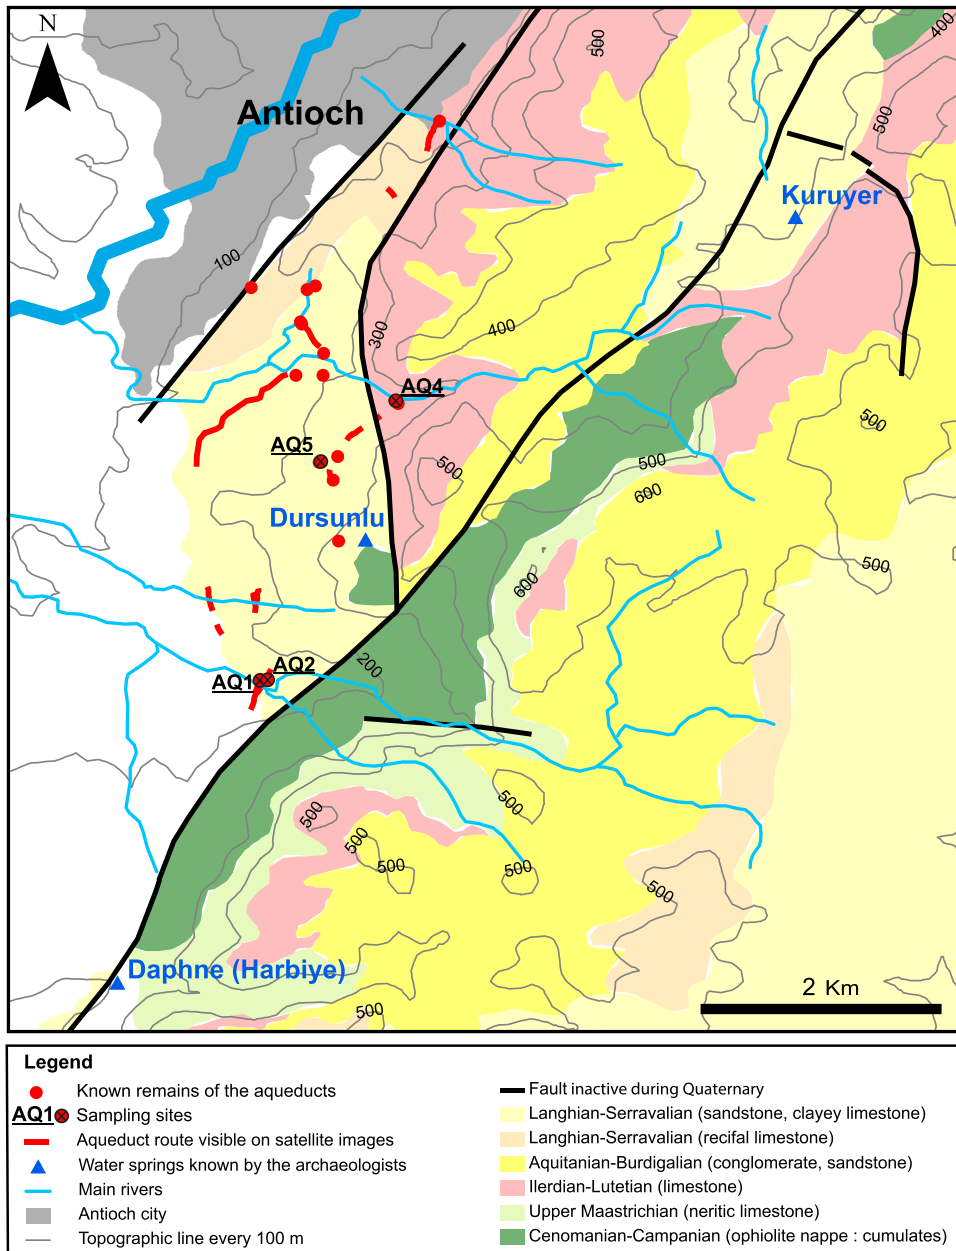 N
400
500
Antioch
500
Kuruyer
100
300
400
AQ4
500
AQ5
500
500
600
Dursunlu
500
600
200
AQ2
AQ1
500
500
500
500
500
500
Daphne (Harbiye)
2 Km
500
Legend
Known remains of the aqueducts
AQ1 Sampling sites
Aqueduct route visible on satellite images
Water springs known by the archaeologists
Main rivers
Antioch city
Topographic line every 100 m
Fault inactive during Quaternary
Langhian-Serravalian (sandstone, clayey limestone)
Langhian-Serravalian (recifal limestone)
Aquitanian-Burdigalian (conglomerate, sandstone)
Ilerdian-Lutetian (limestone)
Upper Maastrichian (neritic limestone)
Cenomanian-Campanian (ophiolite nappe : cumulates)